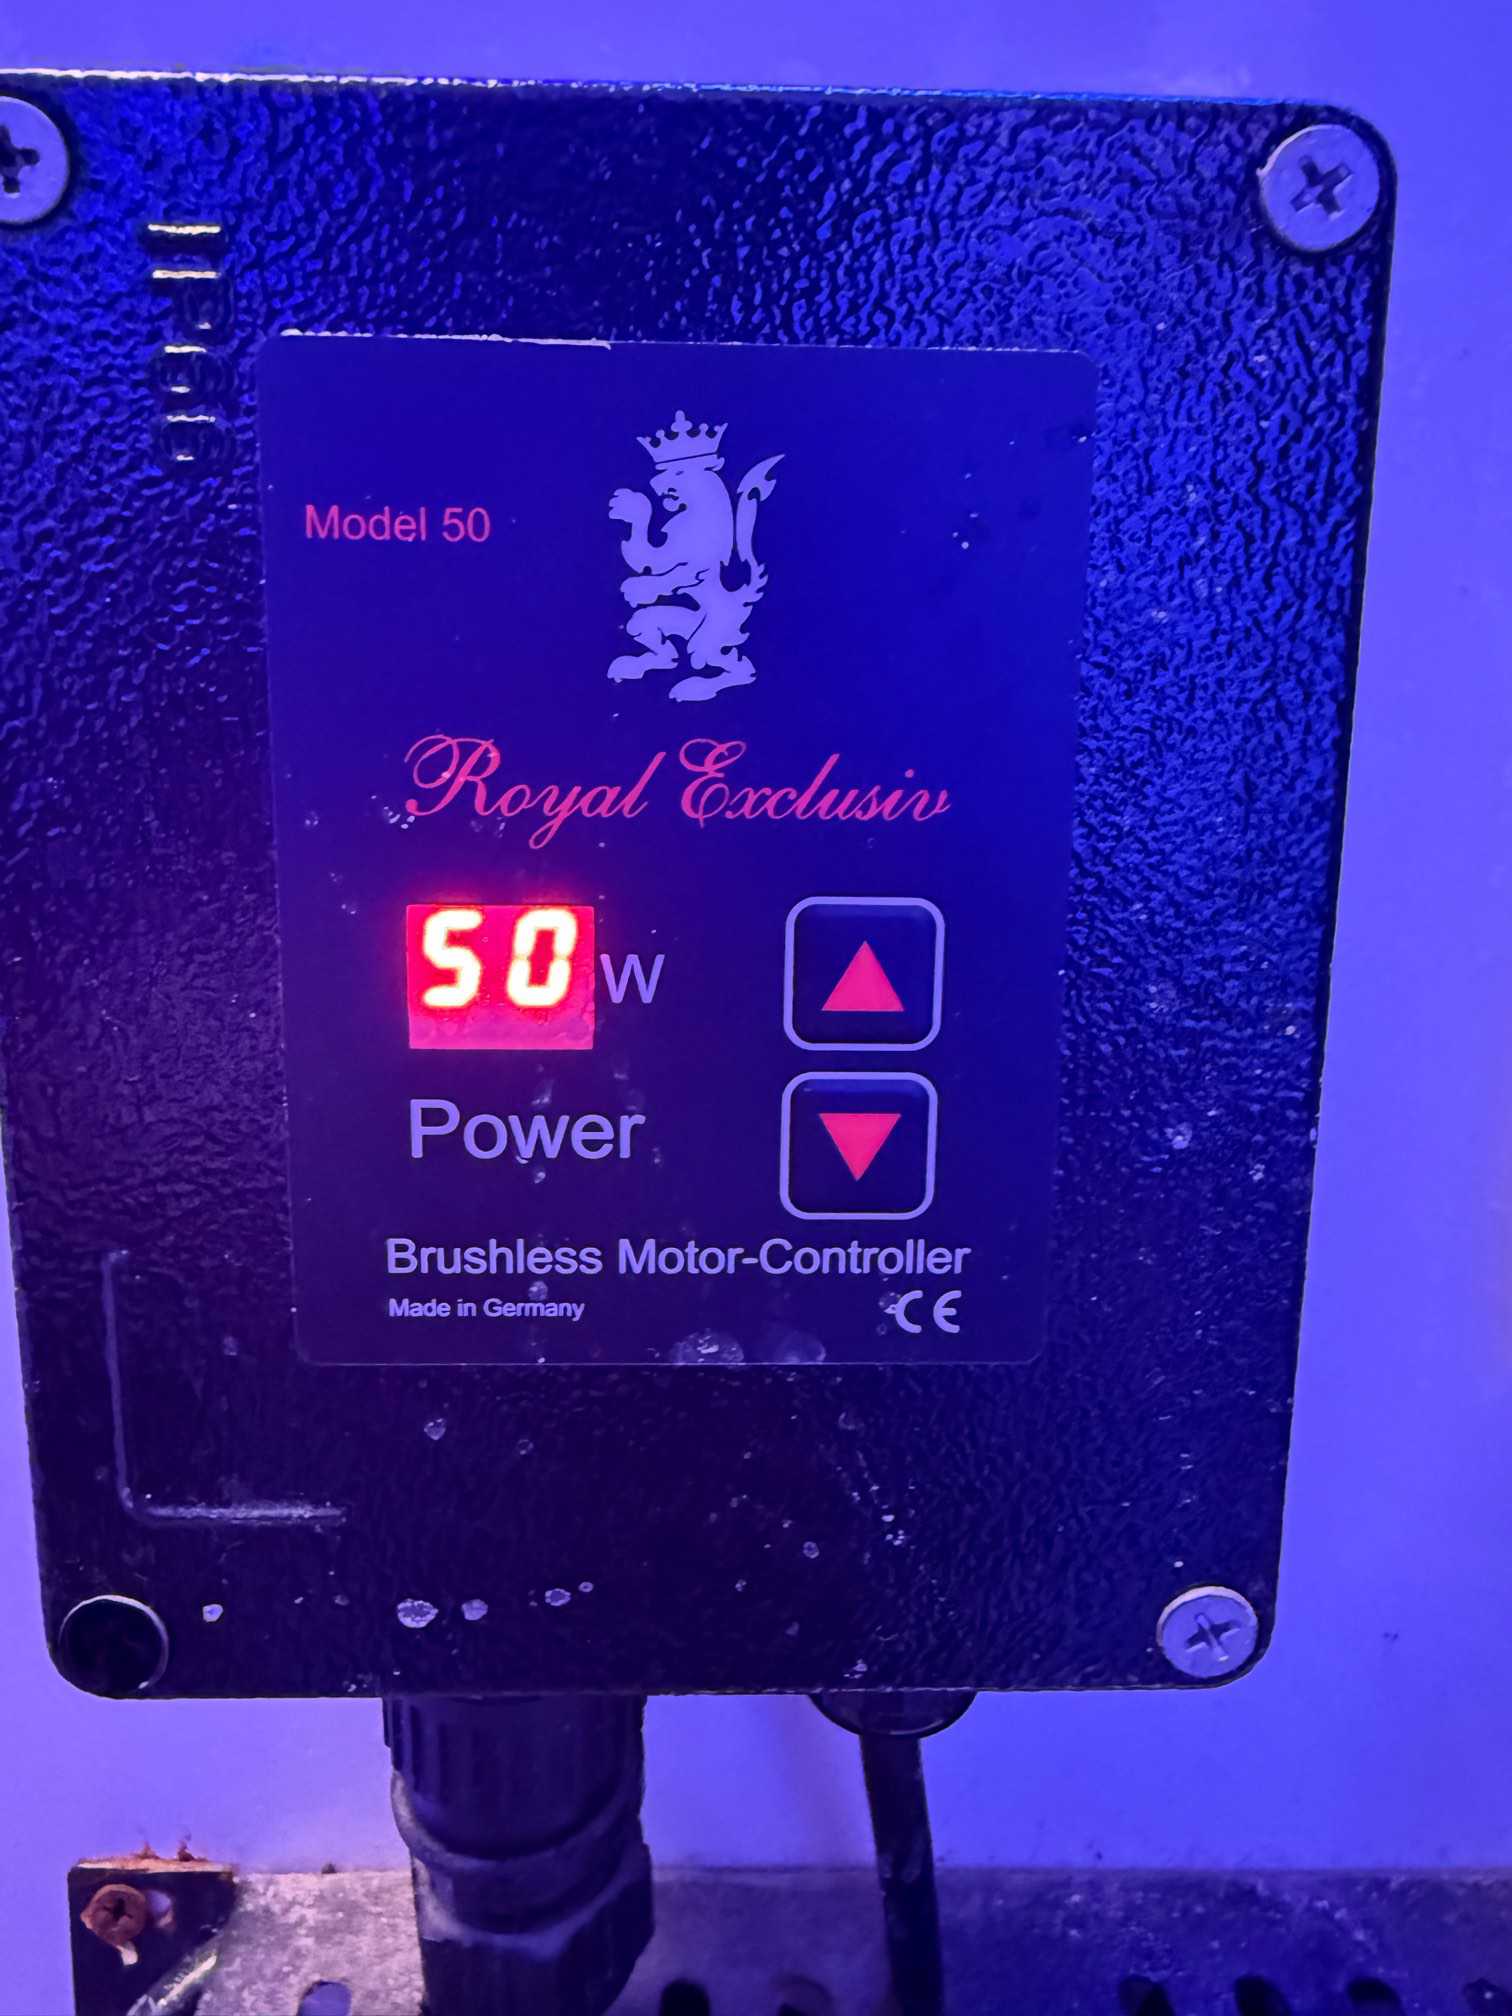 Model 50
Royal Exclusiv
50 W
Power
Brushless Motor-Controller
Made in Germany CE